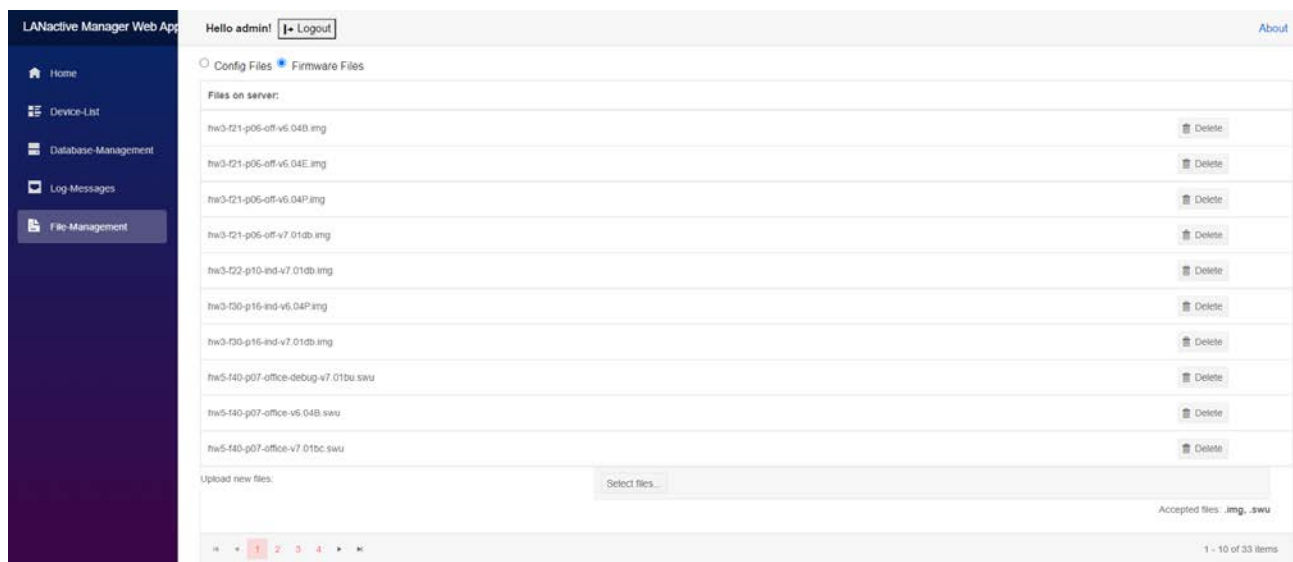 LANactive Manager Web App
Hello admin! Logout
About
Home
Device-List
Database-Management
Log-Messages
File-Management
Config Files Firmware Files
Files on server:
hw3-f21-p06-off-v6.04B.img Delete
hw3-f21-p06-off-v6.04E.img Delete
hw3-f21-p06-off-v6.04P.img Delete
hw3-f21-p06-off-v7.01db.img Delete
hw3-f22-p10-ind-v7.01db.img Delete
hw3-f30-p16-ind-v6.04P.img Delete
hw3-f30-p16-ind-v7.01db.img Delete
hw5-f40-p07-office-debug-v7.01bu.swu Delete
hw5-f40-p07-office-v6.04B.swu Delete
hw5-f40-p07-office-v7.01bc.swu Delete
Upload new files: Select files...
Accepted files: .img, .swu
1 2 3 4
1 - 10 of 33 items